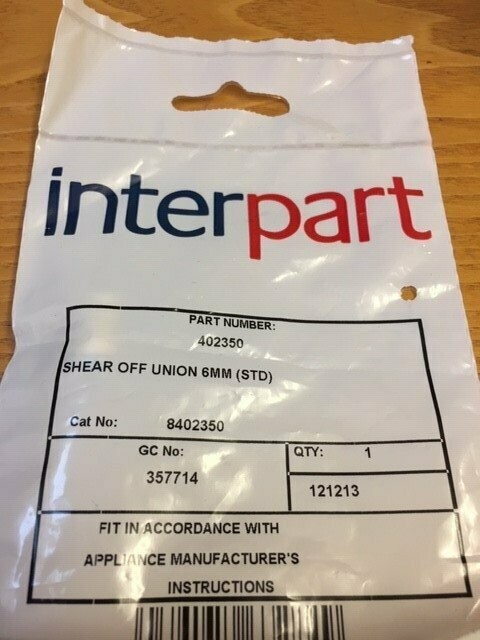 interpart
PART NUMBER:
402350
SHEAR OFF UNION 6MM (STD)
Cat No: 8402350
GC No:
357714
QTY: 1
121213
FIT IN ACCORDANCE WITH
APPLIANCE MANUFACTURER'S
INSTRUCTIONS